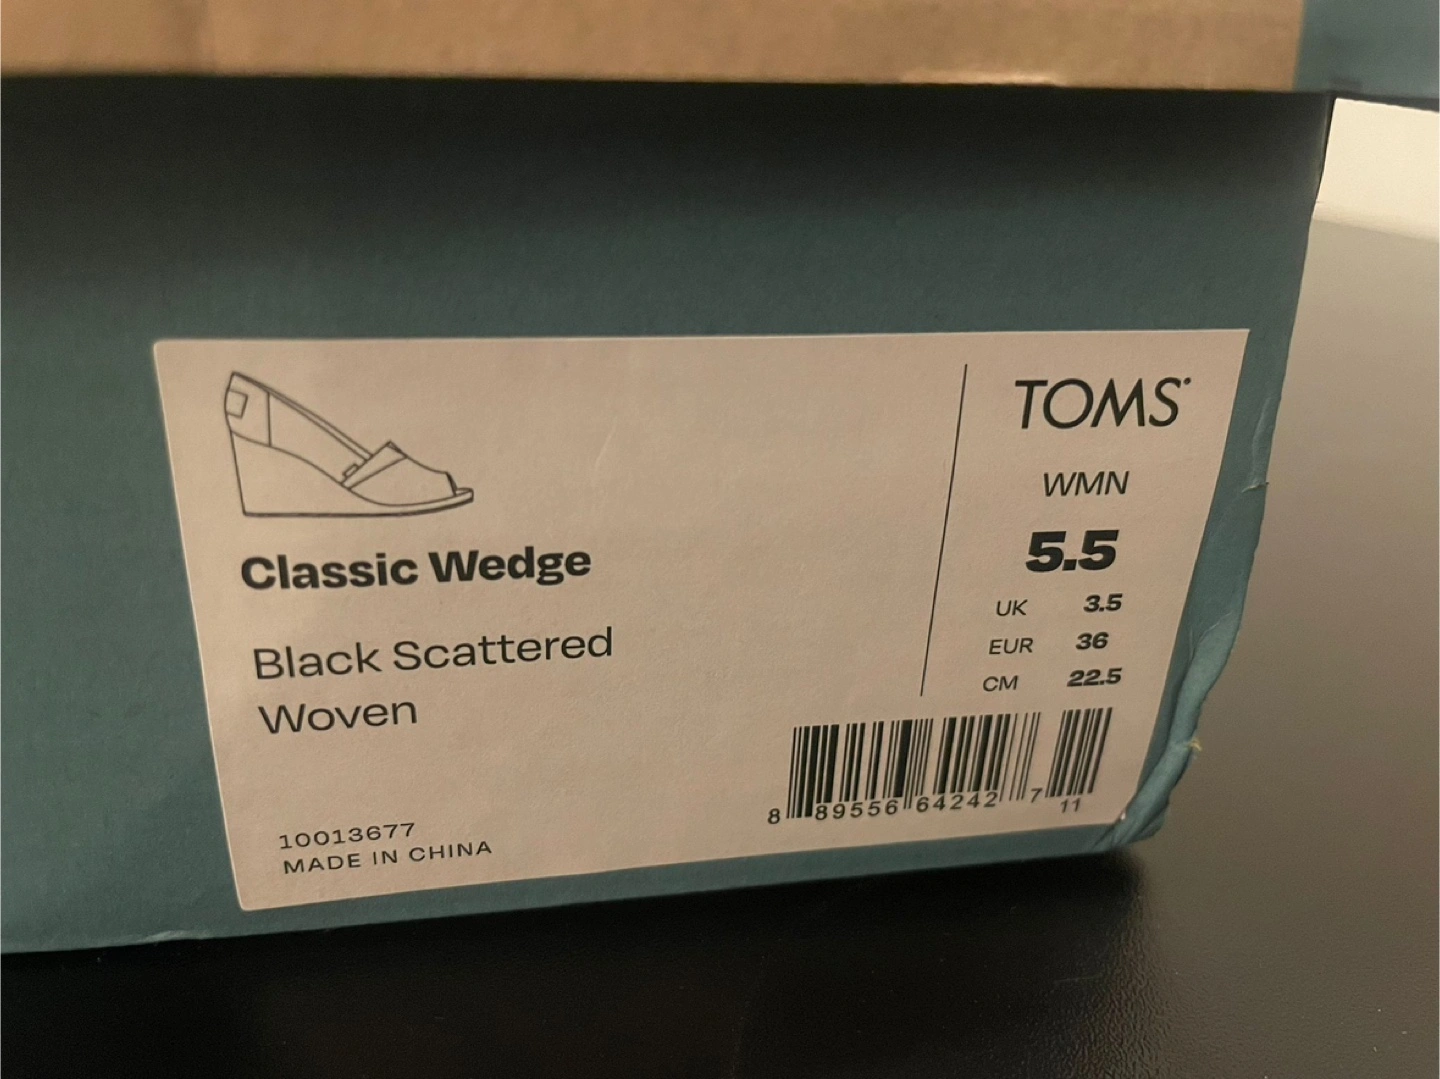 Classic Wedge
Black Scattered
Woven
10013677
MADE IN CHINA
TOMS
WMN
5.5
UK 3.5
EUR 36
CM 22.5
8 89556 64242 7 11